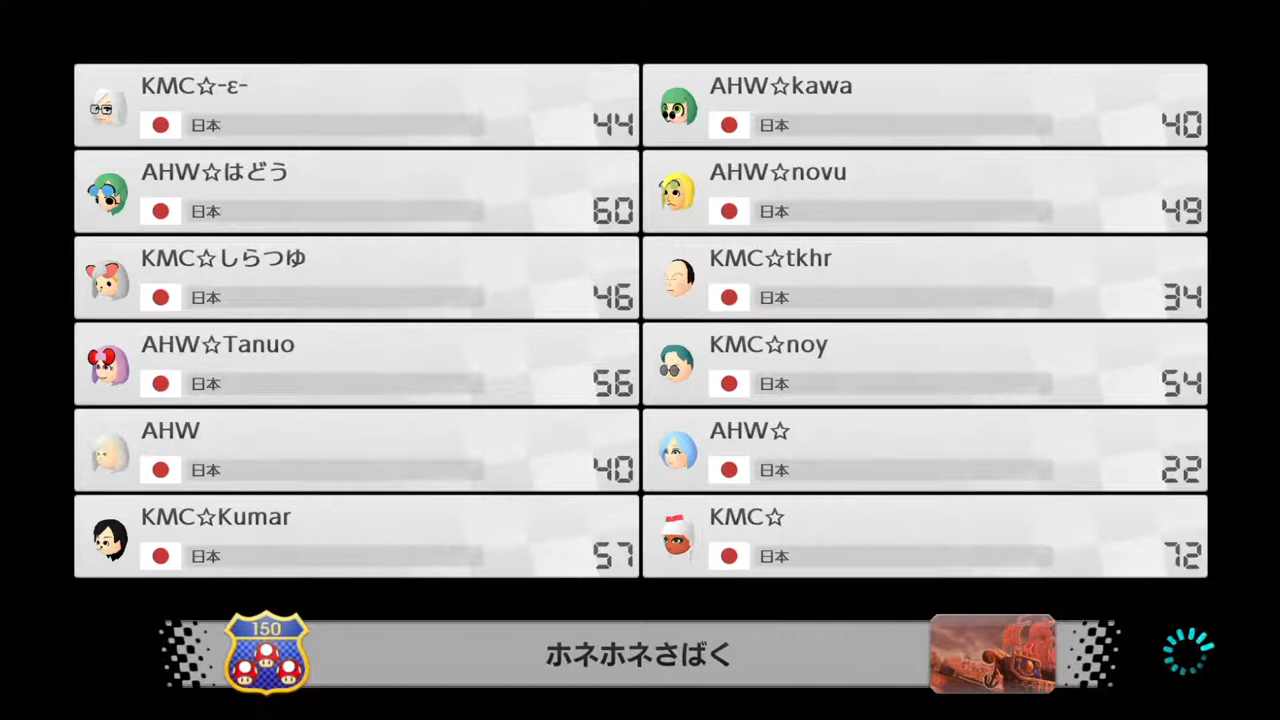 KMC☆-ε-
日本
44
AHW☆kawa
日本
40
AHW☆はどう
日本
60
AHW☆novu
日本
49
KMC☆しらつゆ
日本
46
KMC☆tkhr
日本
34
AHW☆Tanuo
日本
56
KMC☆noy
日本
54
AHW
日本
40
AHW☆
日本
22
KMC☆Kumar
日本
57
KMC☆
日本
72
150
ホネホネさばく